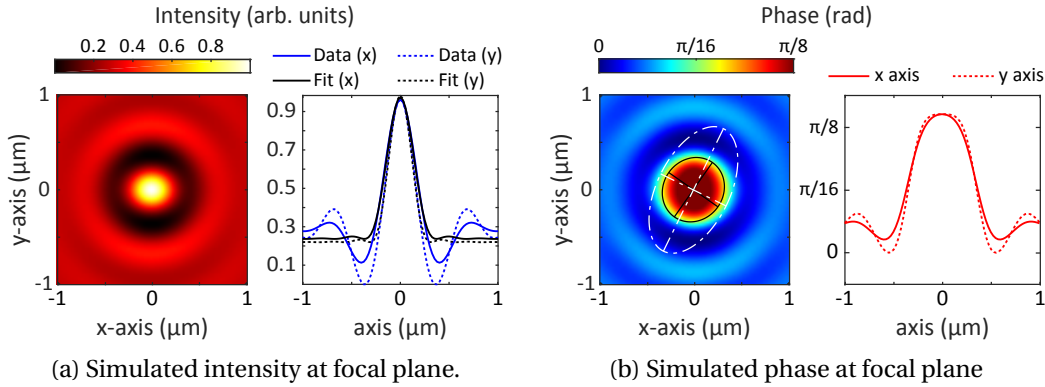 Intensity (arb. units)
0.2 0.4 0.6 0.8
Data (x) Data (y)
Fit (x) Fit (y)
1
0
-1
y-axis (µm)
-1 0 1
x-axis (µm)
0.9
0.7
0.5
0.3
0.1
-1 0 1
axis (µm)
(a) Simulated intensity at focal plane.
Phase (rad)
0 π/16 π/8
x axis y axis
1
0
-1
y-axis (µm)
-1 0 1
x-axis (µm)
π/8
π/16
0
-1 0 1
axis (µm)
(b) Simulated phase at focal plane